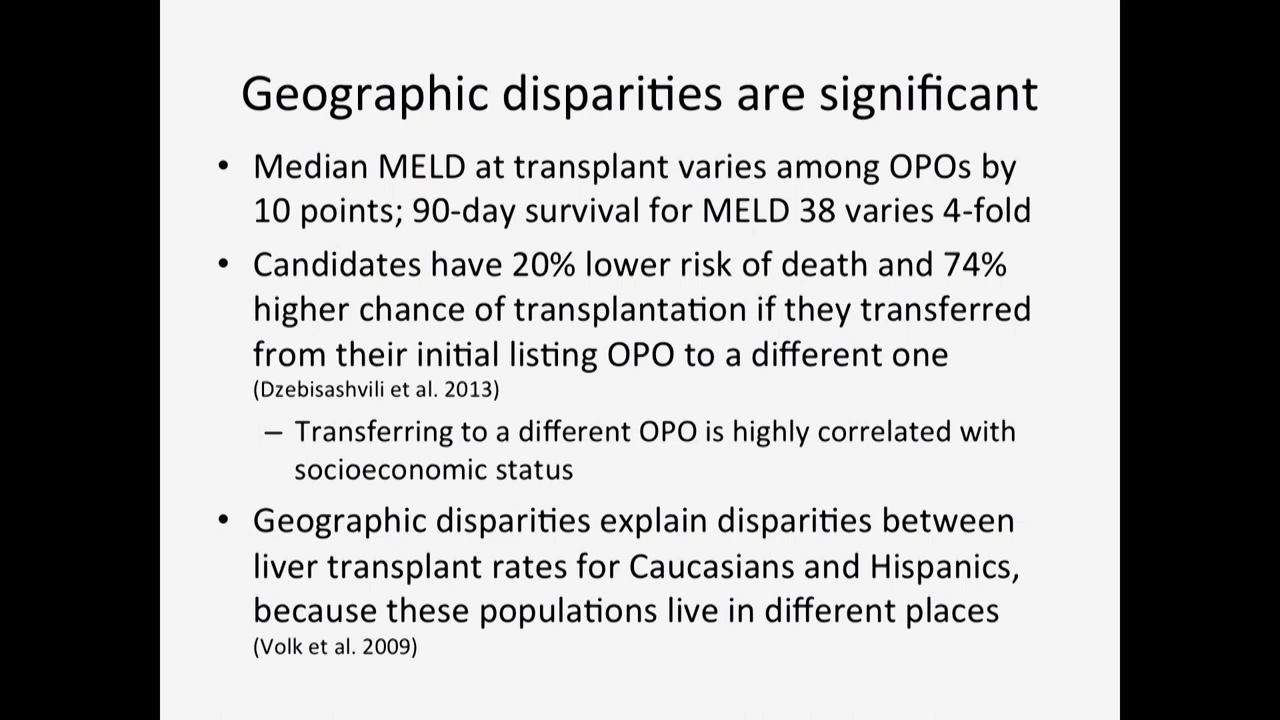 Geographic disparities are significant
• Median MELD at transplant varies among OPOs by
10 points; 90-day survival for MELD 38 varies 4-fold
• Candidates have 20% lower risk of death and 74%
higher chance of transplantation if they transferred
from their initial listing OPO to a different one
(Dzebisashvili et al. 2013)
– Transferring to a different OPO is highly correlated with
socioeconomic status
• Geographic disparities explain disparities between
liver transplant rates for Caucasians and Hispanics,
because these populations live in different places
(Volk et al. 2009)